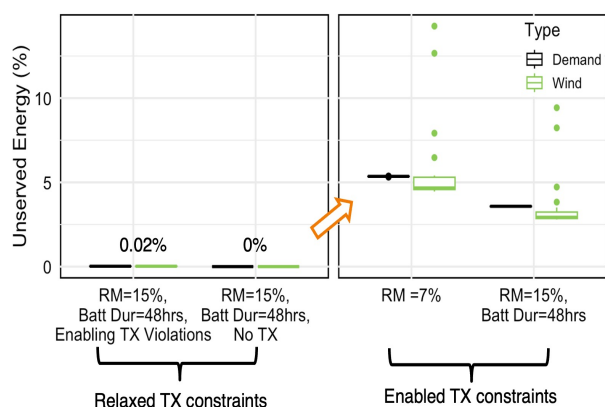 Unserved Energy (%)
10
5
0
0.02%
0%
Type
Demand
Wind
RM=15%,
Batt Dur=48hrs,
Enabling TX Violations
RM=15%,
Batt Dur=48hrs,
No TX
RM =7%
RM=15%,
Batt Dur=48hrs
Relaxed TX constraints
Enabled TX constraints